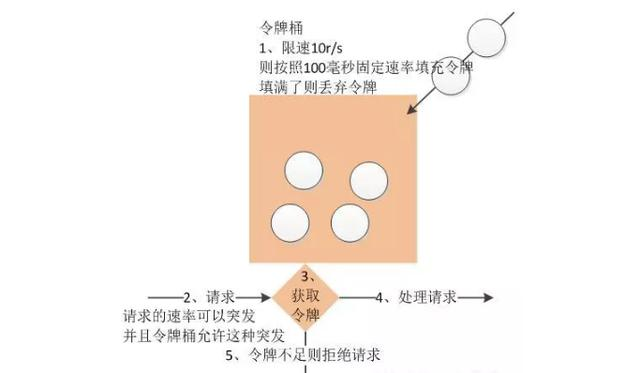 令牌桶
1、限速10r/s
则按照100毫秒固定速率填充令牌
填满了则丢弃令牌
3、
获取
令牌
2、请求
4、处理请求
请求的速率可以突发
并且令牌桶允许这种突发
5、令牌不足则拒绝请求